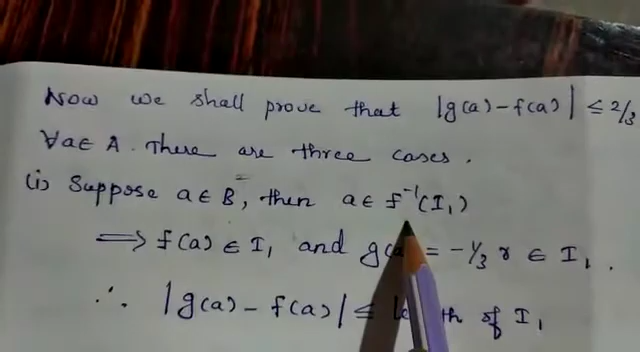 Now we shall prove that |g(a) - f(a)| ≤ 2/3
∀a∈ A. There are three cases.
(i) Suppose a ∈ B, then a ∈ f⁻¹(I₁)
⟹ f(a) ∈ I₁ and g(a = -1/3 r ∈ I₁.
∴ |g(a) - f(a)| ≤ of I₁